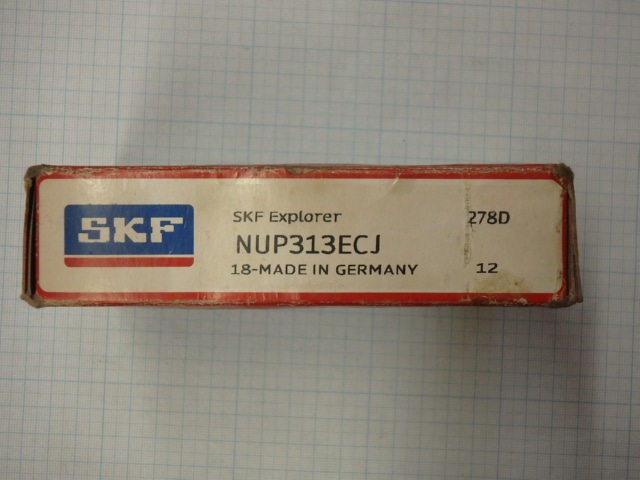 SKF
SKF Explorer 278D
NUP313ECJ
18-MADE IN GERMANY 12